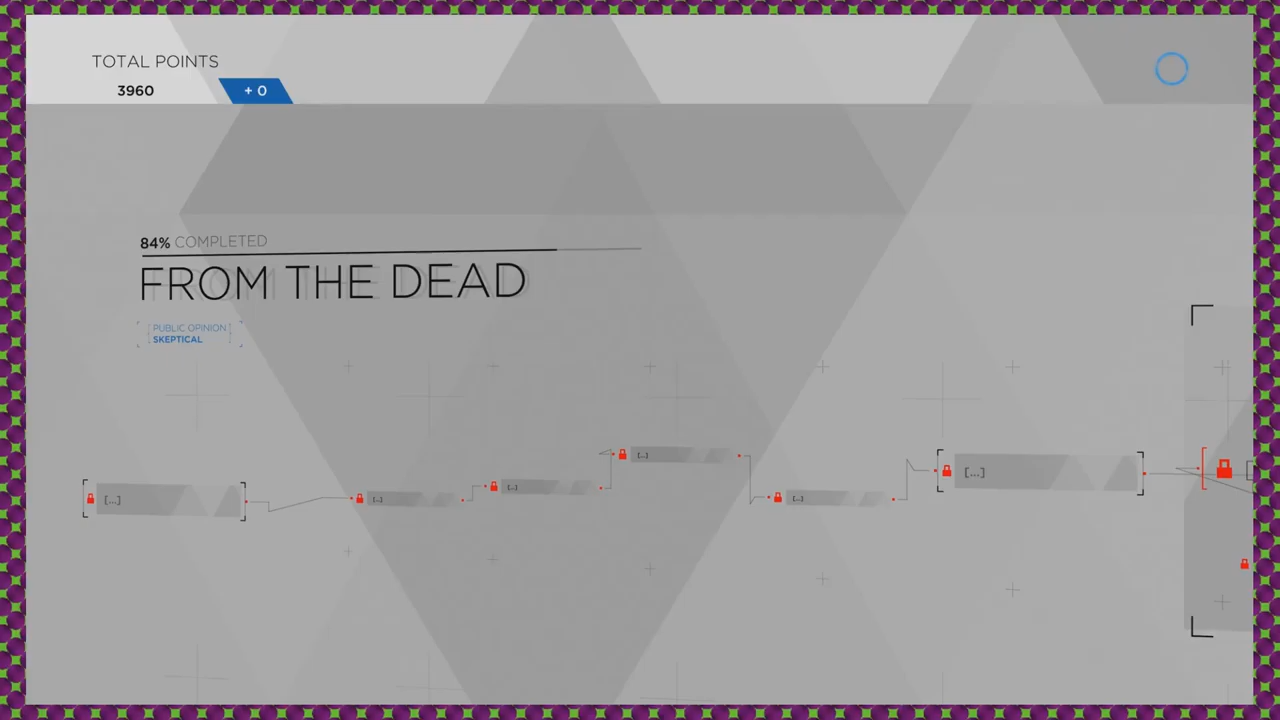 TOTAL POINTS
3960
+ 0
84% COMPLETED
FROM THE DEAD
PUBLIC OPINION
SKEPTICAL
[...]
[...]
[...]
[...]
[...]
[...]